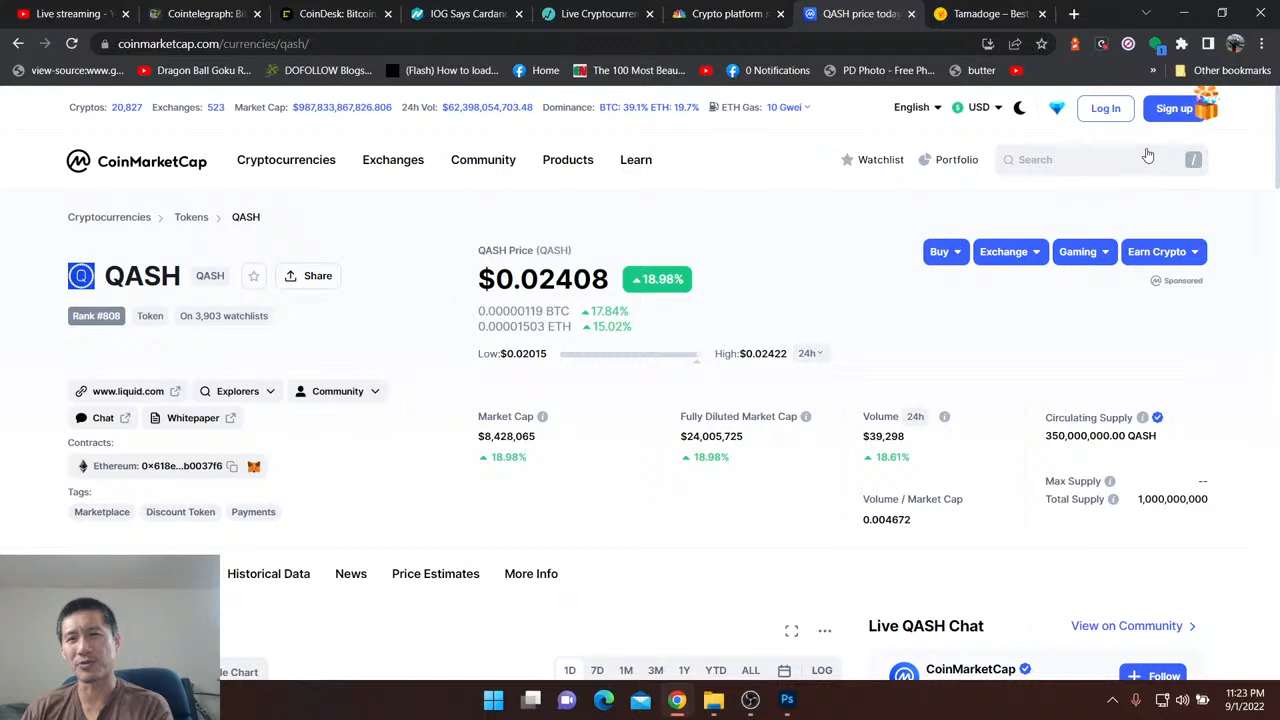 Live streaming - Y
Cointelegraph: Bi
CoinDesk: Bitcoin,
IOG Says Cardano
Live Cryptocurren
Crypto platform s
QASH price today
Tamadoge – Best
coinmarketcap.com/currencies/qash/
view-source:www.g...
Dragon Ball Goku R...
DOFOLLOW Blogs...
(Flash) How to load...
Home
The 100 Most Beau...
0 Notifications
PD Photo - Free Ph...
butter
»
Other bookmarks
Cryptos: 20,827 Exchanges: 523 Market Cap: $987,833,867,826.806 24h Vol: $62,398,054,703.48 Dominance: BTC: 39.1% ETH: 19.7% ETH Gas: 10 Gwei
English
USD
Log In
Sign up
CoinMarketCap
Cryptocurrencies
Exchanges
Community
Products
Learn
Watchlist
Portfolio
Search
/
Cryptocurrencies
Tokens
QASH
QASH QASH
Share
Rank #808
Token
On 3,903 watchlists
www.liquid.com
Explorers
Community
Chat
Whitepaper
Contracts:
Ethereum: 0x618e...b0037f6
Tags:
Marketplace
Discount Token
Payments
QASH Price (QASH)
$0.02408 18.98%
0.00000119 BTC 17.84%
0.00001503 ETH 15.02%
Low:$0.02015
High:$0.02422
24h
Buy
Exchange
Gaming
Earn Crypto
Sponsored
Market Cap
$8,428,065
18.98%
Fully Diluted Market Cap
$24,005,725
18.98%
Volume 24h
$39,298
18.61%
Volume / Market Cap
0.004672
Circulating Supply
350,000,000.00 QASH
Max Supply --
Total Supply 1,000,000,000
Historical Data
News
Price Estimates
More Info
le Chart
1D
7D
1M
3M
1Y
YTD
ALL
LOG
Live QASH Chat
View on Community
CoinMarketCap
Follow
Ps
11:23 PM
9/1/2022